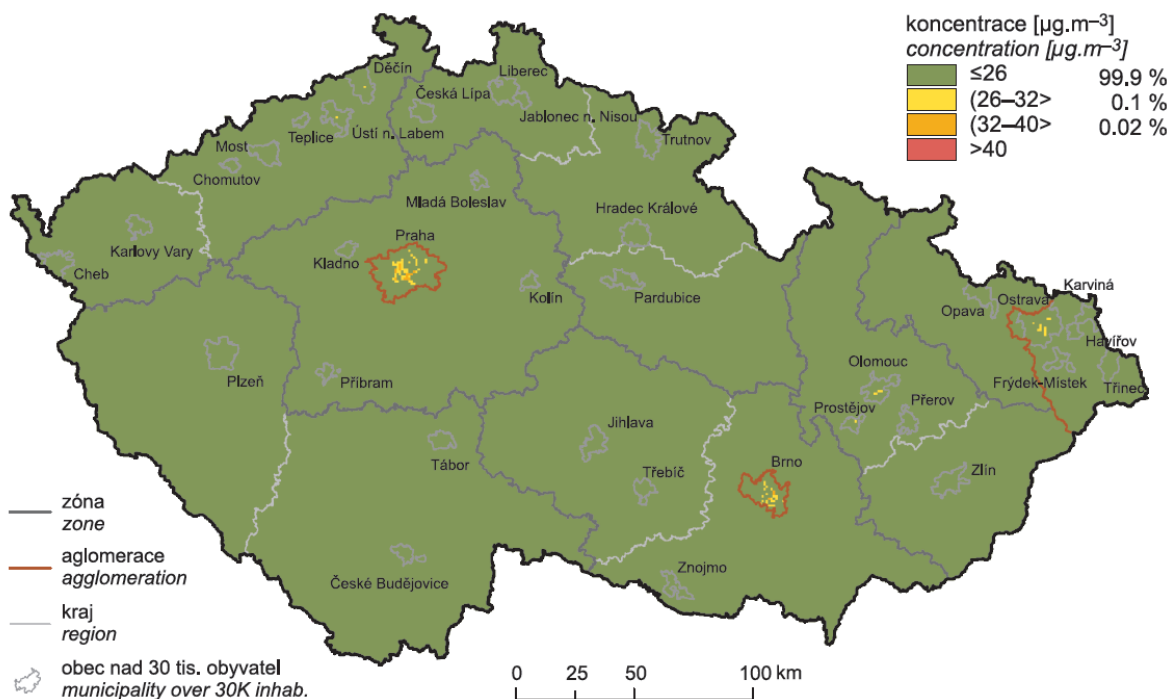 koncentrace [µg.m–3]
concentration [µg.m–3]
≤26 99.9 %
(26–32> 0.1 %
(32–40> 0.02 %
>40
Děčín
Liberec
Česká Lípa
Jablonec n. Nisou
Teplice
Ústí n. Labem
Trutnov
Most
Chomutov
Mladá Boleslav
Hradec Králové
Karlovy Vary
Praha
Kladno
Cheb
Kolín
Pardubice
Karviná
Ostrava
Opava
Havířov
Olomouc
Frýdek-Místek
Třinec
Plzeň
Příbram
Prostějov
Přerov
Jihlava
Tábor
Třebíč
Brno
Zlín
České Budějovice
Znojmo
zóna
zone
aglomerace
agglomeration
kraj
region
obec nad 30 tis. obyvatel
municipality over 30K inhab.
0 25 50 100 km